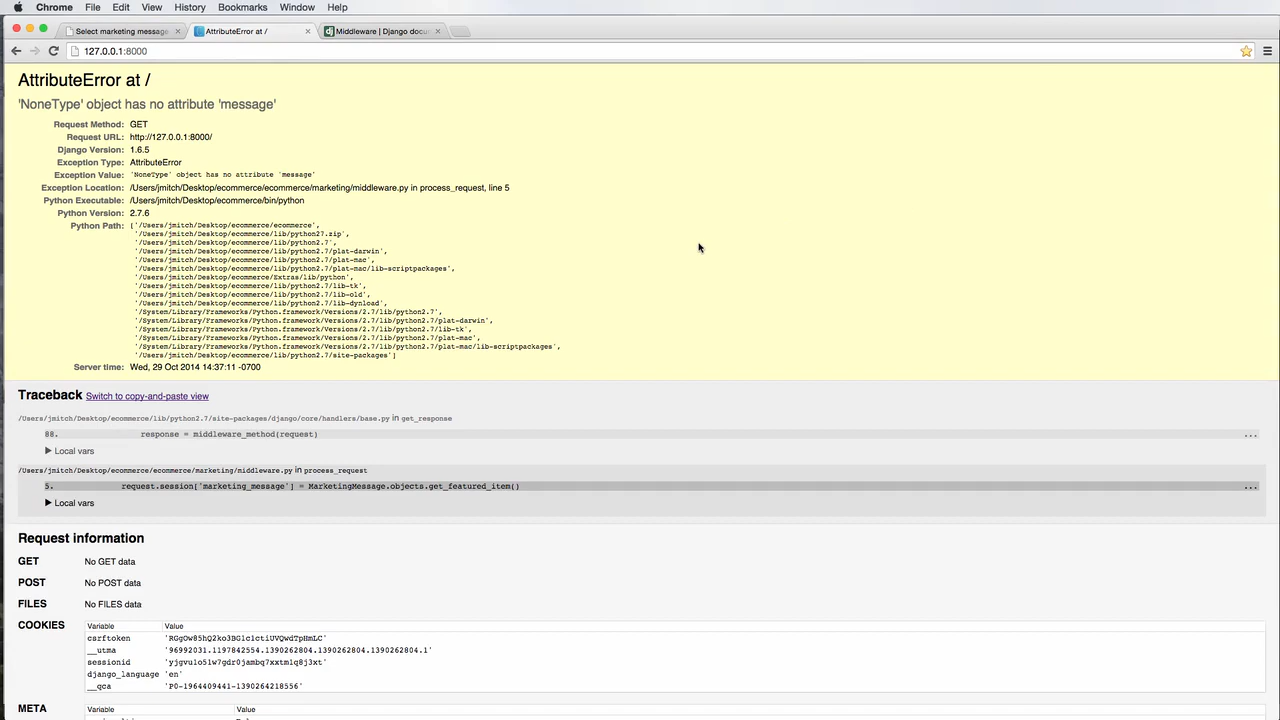 Chrome File Edit View History Bookmarks Window Help
Select marketing message
AttributeError at /
Middleware | Django docu
127.0.0.1:8000
AttributeError at /
'NoneType' object has no attribute 'message'
Request Method: GET
Request URL: http://127.0.0.1:8000/
Django Version: 1.6.5
Exception Type: AttributeError
Exception Value: 'NoneType' object has no attribute 'message'
Exception Location: /Users/jmitch/Desktop/ecommerce/ecommerce/marketing/middleware.py in process_request, line 5
Python Executable: /Users/jmitch/Desktop/ecommerce/bin/python
Python Version: 2.7.6
Python Path: ['/Users/jmitch/Desktop/ecommerce/ecommerce',
'/Users/jmitch/Desktop/ecommerce/lib/python27.zip',
'/Users/jmitch/Desktop/ecommerce/lib/python2.7',
'/Users/jmitch/Desktop/ecommerce/lib/python2.7/plat-darwin',
'/Users/jmitch/Desktop/ecommerce/lib/python2.7/plat-mac',
'/Users/jmitch/Desktop/ecommerce/lib/python2.7/plat-mac/lib-scriptpackages',
'/Users/jmitch/Desktop/ecommerce/Extras/lib/python',
'/Users/jmitch/Desktop/ecommerce/lib/python2.7/lib-tk',
'/Users/jmitch/Desktop/ecommerce/lib/python2.7/lib-old',
'/Users/jmitch/Desktop/ecommerce/lib/python2.7/lib-dynload',
'/System/Library/Frameworks/Python.framework/Versions/2.7/lib/python2.7',
'/System/Library/Frameworks/Python.framework/Versions/2.7/lib/python2.7/plat-darwin',
'/System/Library/Frameworks/Python.framework/Versions/2.7/lib/python2.7/lib-tk',
'/System/Library/Frameworks/Python.framework/Versions/2.7/lib/python2.7/plat-mac',
'/System/Library/Frameworks/Python.framework/Versions/2.7/lib/python2.7/plat-mac/lib-scriptpackages',
'/Users/jmitch/Desktop/ecommerce/lib/python2.7/site-packages']
Server time: Wed, 29 Oct 2014 14:37:11 -0700
Traceback Switch to copy-and-paste view
/Users/jmitch/Desktop/ecommerce/lib/python2.7/site-packages/django/core/handlers/base.py in get_response
88. response = middleware_method(request) ...
▶ Local vars
/Users/jmitch/Desktop/ecommerce/ecommerce/marketing/middleware.py in process_request
5. request.session['marketing_message'] = MarketingMessage.objects.get_featured_item() ...
▶ Local vars
Request information
GET No GET data
POST No POST data
FILES No FILES data
COOKIES Variable Value
csrftoken 'RGgOw85hQ2ko3BG1c1ctiUVQwdTpHmLC'
__utma '96992031.1197842554.1390262804.1390262804.1390262804.1'
sessionid 'yjgvulo51w7gdr0jambq7xxtmlq8j3xt'
django_language 'en'
__qca 'P0-1964409441-1390264218556'
META Variable Value